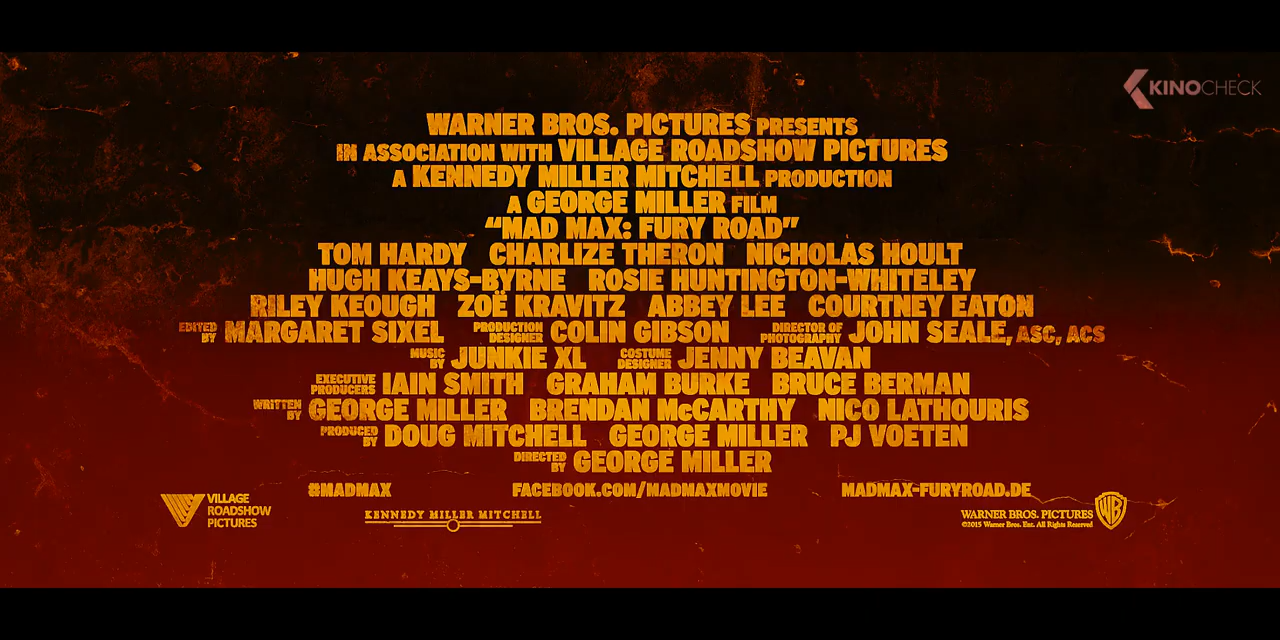 KINOCHECK
WARNER BROS. PICTURES PRESENTS
IN ASSOCIATION WITH VILLAGE ROADSHOW PICTURES
A KENNEDY MILLER MITCHELL PRODUCTION
A GEORGE MILLER FILM
“MAD MAX: FURY ROAD”
TOM HARDY CHARLIZE THERON NICHOLAS HOULT
HUGH KEAYS-BYRNE ROSIE HUNTINGTON-WHITELEY
RILEY KEOUGH ZOË KRAVITZ ABBEY LEE COURTNEY EATON
EDITED BY MARGARET SIXEL PRODUCTION DESIGNER COLIN GIBSON DIRECTOR OF PHOTOGRAPHY JOHN SEALE, ASC, ACS
MUSIC BY JUNKIE XL COSTUME DESIGNER JENNY BEAVAN
EXECUTIVE PRODUCERS IAIN SMITH GRAHAM BURKE BRUCE BERMAN
WRITTEN BY GEORGE MILLER BRENDAN McCARTHY NICO LATHOURIS
PRODUCED BY DOUG MITCHELL GEORGE MILLER PJ VOETEN
DIRECTED BY GEORGE MILLER
#MADMAX FACEBOOK.COM/MADMAXMOVIE MADMAX-FURYROAD.DE
VILLAGE
ROADSHOW
PICTURES
KENNEDY MILLER MITCHELL
WARNER BROS. PICTURES
©2015 Warner Bros. Ent. All Rights Reserved
WB